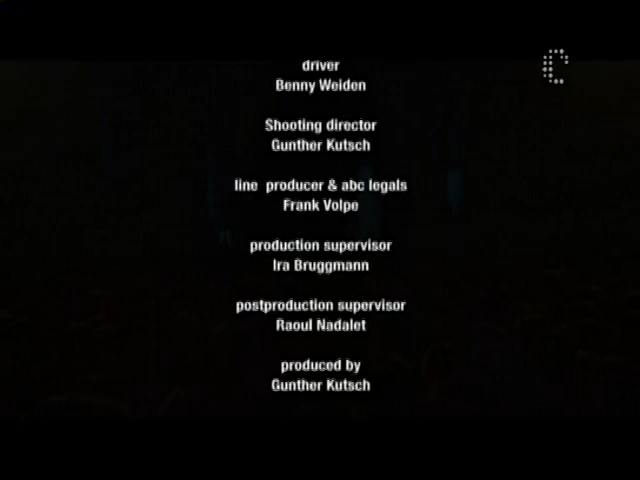 driver
Benny Weiden
Shooting director
Gunther Kutsch
line producer & abc legals
Frank Volpe
production supervisor
Ira Bruggmann
postproduction supervisor
Raoul Nadalet
produced by
Gunther Kutsch